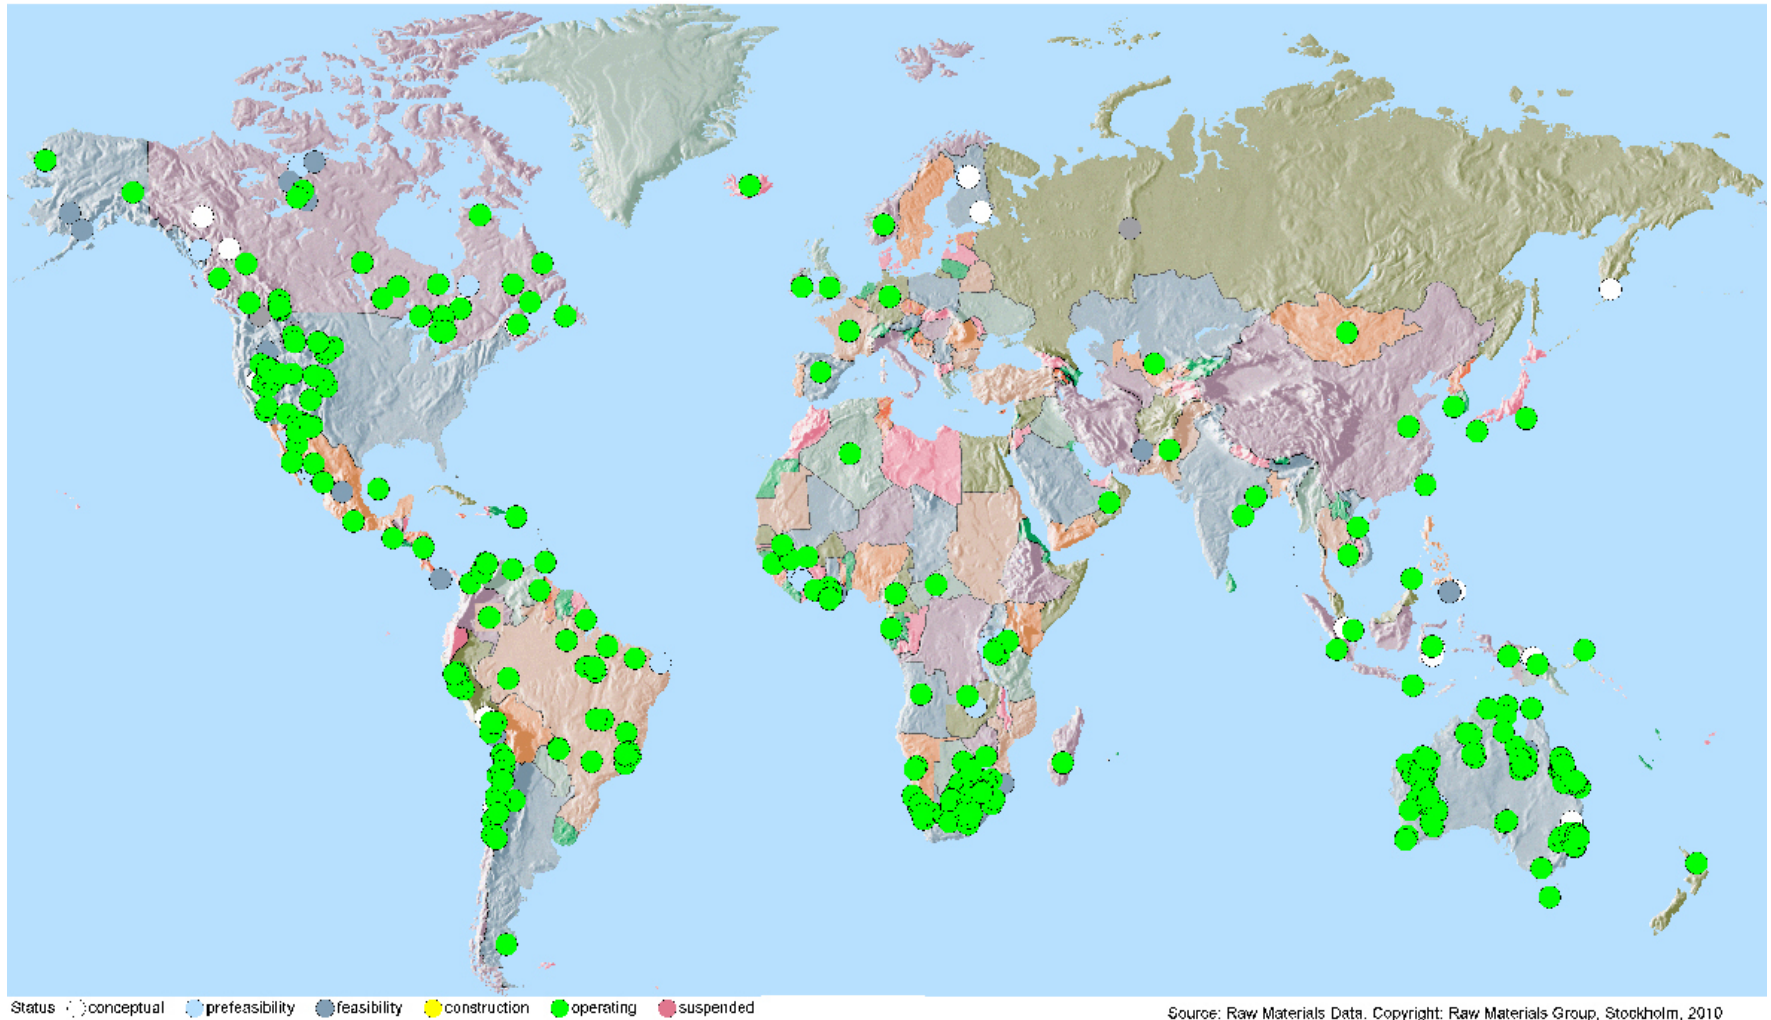 Status conceptual prefeasibility feasibility construction operating suspended
Source: Raw Materials Data, Copyright: Raw Materials Group, Stockholm, 2010